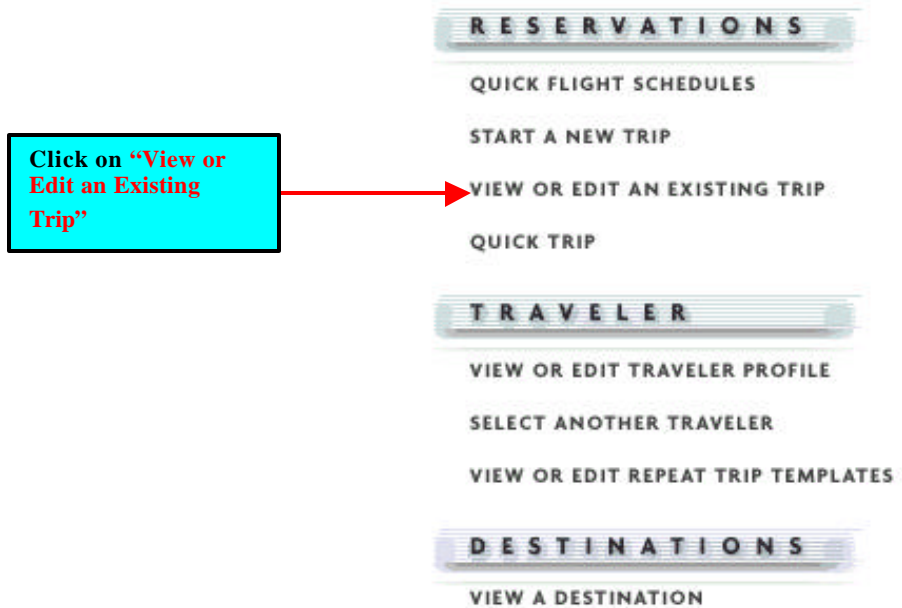 RESERVATIONS
QUICK FLIGHT SCHEDULES
START A NEW TRIP
Click on “View or
Edit an Existing
Trip”
VIEW OR EDIT AN EXISTING TRIP
QUICK TRIP
TRAVELER
VIEW OR EDIT TRAVELER PROFILE
SELECT ANOTHER TRAVELER
VIEW OR EDIT REPEAT TRIP TEMPLATES
DESTINATIONS
VIEW A DESTINATION